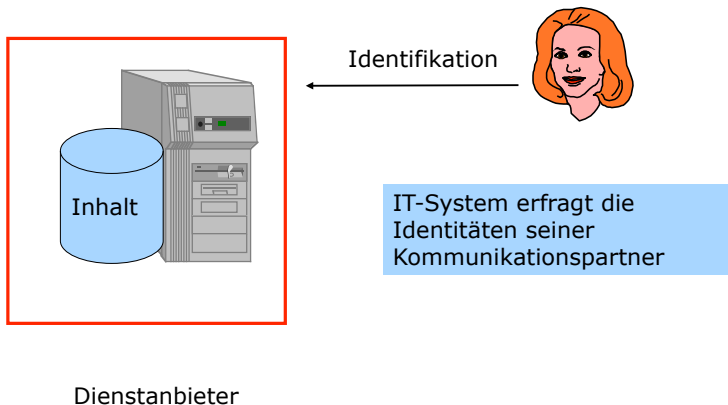 Identifikation
Inhalt
IT-System erfragt die
Identitäten seiner
Kommunikationspartner
Dienstanbieter